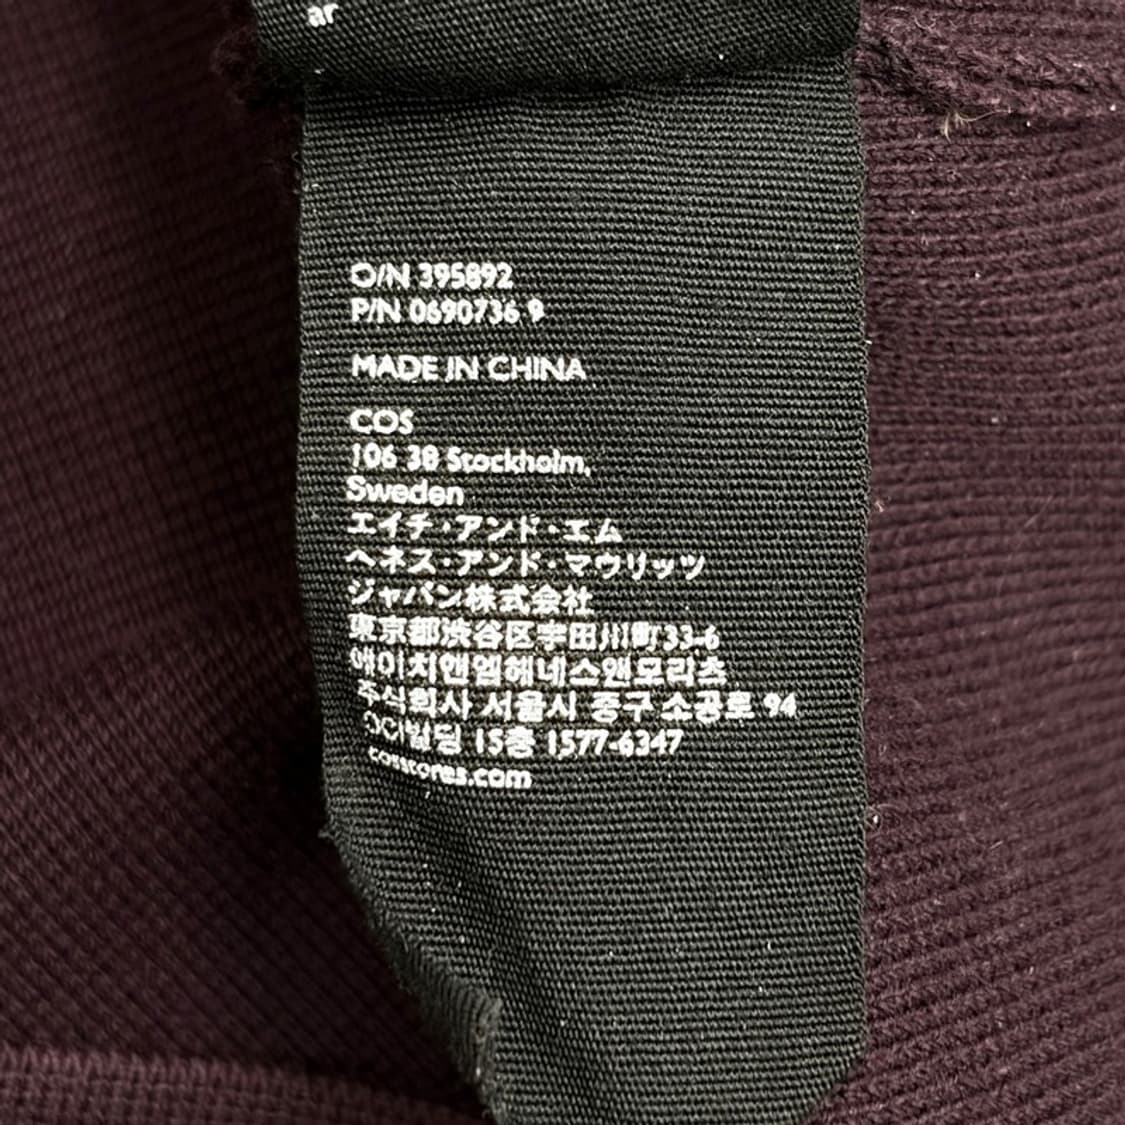 ar
O/N 395892
P/N 0690736 9
MADE IN CHINA
COS
106 38 Stockholm,
Sweden
エイチ・アンド・エム
ヘネス・アンド・マウリッツ
ジャパン株式会社
東京都渋谷区宇田川町33-6
에이치앤엠헤네스앤모리츠
주식회사 서울시 중구 소공로 94
OCI빌딩 15층 1577-6347
cosstores.com